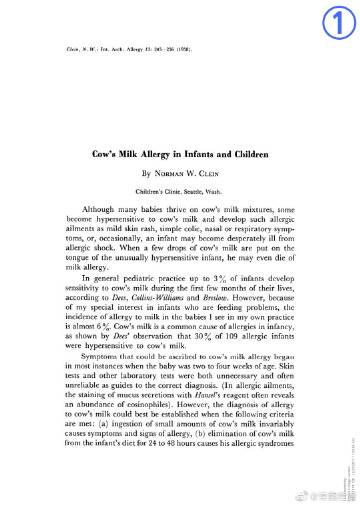 1
Clein, N. W.: Int. Arch. Allergy 13: 245–256 (1958).
Cow's Milk Allergy in Infants and Children
By NORMAN W. CLEIN
Children's Clinic, Seattle, Wash.
Although many babies thrive on cow's milk mixtures, some
become hypersensitive to cow's milk and develop such allergic
ailments as mild skin rash, simple colic, nasal or respiratory symp-
toms, or, occasionally, an infant may become desperately ill from
allergic shock. When a few drops of cow's milk are put on the
tongue of the unusually hypersensitive infant, he may even die of
milk allergy.
In general pediatric practice up to 3% of infants develop
sensitivity to cow's milk during the first few months of their lives,
according to Dees, Collins-Williams and Breslow. However, because
of my special interest in infants who are feeding problems, the
incidence of allergy to milk in the babies I see in my own practice
is almost 6%. Cow's milk is a common cause of allergies in infancy,
as shown by Dees' observation that 30% of 109 allergic infants
were hypersensitive to cow's milk.
Symptoms that could be ascribed to cow's milk allergy began
in most instances when the baby was two to four weeks of age. Skin
tests and other laboratory tests were both unnecessary and often
unreliable as guides to the correct diagnosis. (In allergic ailments,
the staining of mucus secretions with Hansel's reagent often reveals
an abundance of eosinophiles). However, the diagnosis of allergy
to cow's milk could best be established when the following criteria
are met: (a) ingestion of small amounts of cow's milk invariably
causes symptoms and signs of allergy, (b) elimination of cow's milk
from the infant's diet for 24 to 48 hours causes his allergic syndromes